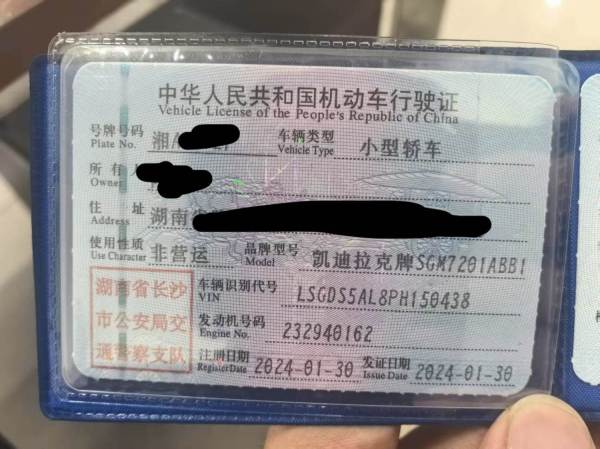 中华人民共和国机动车行驶证
Vehicle License of the People's Republic of China
号牌号码 湘A 车辆类型 小型轿车
Plate No. Vehicle Type
所有
Owner
住 址 湖南
Address
使用性质 非营运 品牌型号 凯迪拉克牌SGM7201ABB1
Use Character Model
湖南省长沙 车辆识别代号 LSGDS5AL8PH150438
VIN
市公安局交 发动机号码 232940162
Engine No.
通警察支队 注册日期 2024-01-30 发证日期 2024-01-30
Register Date Issue Date